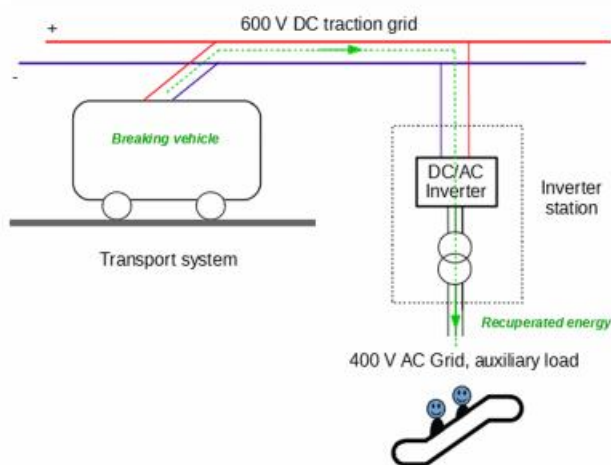 +
600 V DC traction grid
-
Breaking vehicle
DC/AC
Inverter
Inverter
station
Transport system
Recuperated energy
400 V AC Grid, auxiliary load